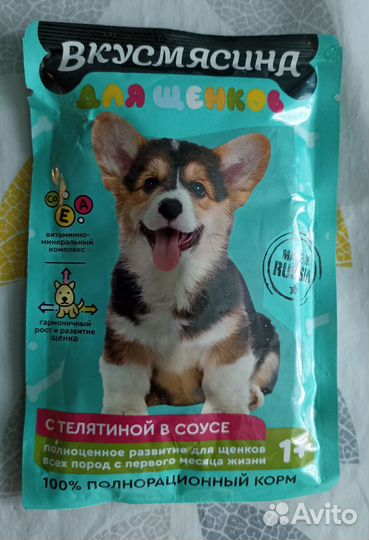 ВКУСМЯСИНА
ДЛЯ ЩЕНКОВ
Ca
E
A
витаминно-
минеральный
комплекс
гармоничный
рост и развитие
щенка
MADE IN
RUSSIA
С ТЕЛЯТИНОЙ В СОУСЕ
полноценное развитие для щенков
всех пород с первого месяца жизни
1+
100% ПОЛНОРАЦИОННЫЙ КОРМ
Avito